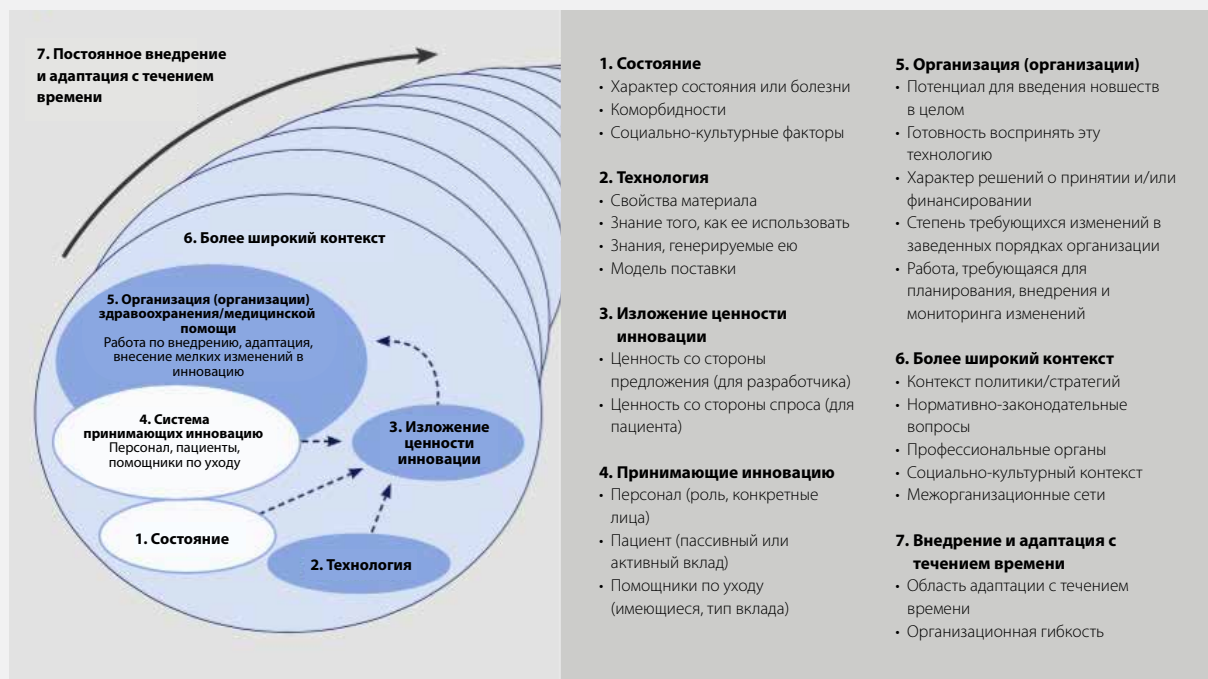 7. Постоянное внедрение
и адаптация с течением
времени
6. Более широкий контекст
5. Организация (организации)
здравоохранения/медицинской
помощи
Работа по внедрению, адаптация,
внесение мелких изменений в
инновацию
4. Система
принимающих инновацию
Персонал, пациенты,
помощники по уходу
3. Изложение
ценности
инновации
1. Состояние
2. Технология
1. Состояние
• Характер состояния или болезни
• Коморбидности
• Социально-культурные факторы
2. Технология
• Свойства материала
• Знание того, как ее использовать
• Знания, генерируемые ею
• Модель поставки
3. Изложение ценности
инновации
• Ценность со стороны
предложения (для разработчика)
• Ценность со стороны спроса (для
пациента)
4. Принимающие инновацию
• Персонал (роль, конкретные
лица)
• Пациент (пассивный или
активный вклад)
• Помощники по уходу
(имеющиеся, тип вклада)
5. Организация (организации)
• Потенциал для введения новшеств
в целом
• Готовность воспринять эту
технологию
• Характер решений о принятии и/или
финансировании
• Степень требующихся изменений в
заведенных порядках организации
• Работа, требующаяся для
планирования, внедрения и
мониторинга изменений
6. Более широкий контекст
• Контекст политики/стратегий
• Нормативно-законодательные
вопросы
• Профессиональные органы
• Социально-культурный контекст
• Межорганизационные сети
7. Внедрение и адаптация с
течением времени
• Область адаптации с течением
времени
• Организационная гибкость